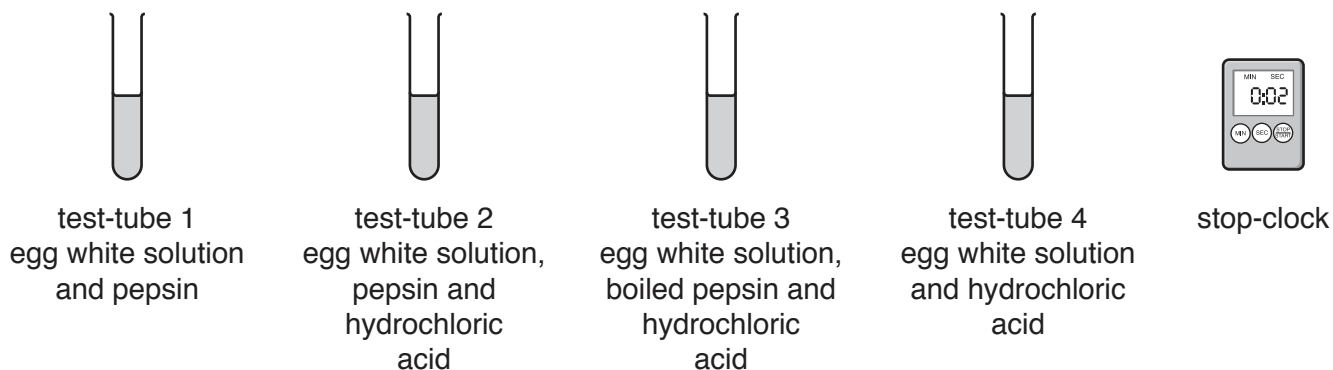 MIN SEC
0:02
MIN SEC STOP
START
test-tube 1
egg white solution
and pepsin
test-tube 2
egg white solution,
pepsin and
hydrochloric
acid
test-tube 3
egg white solution,
boiled pepsin and
hydrochloric
acid
test-tube 4
egg white solution
and hydrochloric
acid
stop-clock